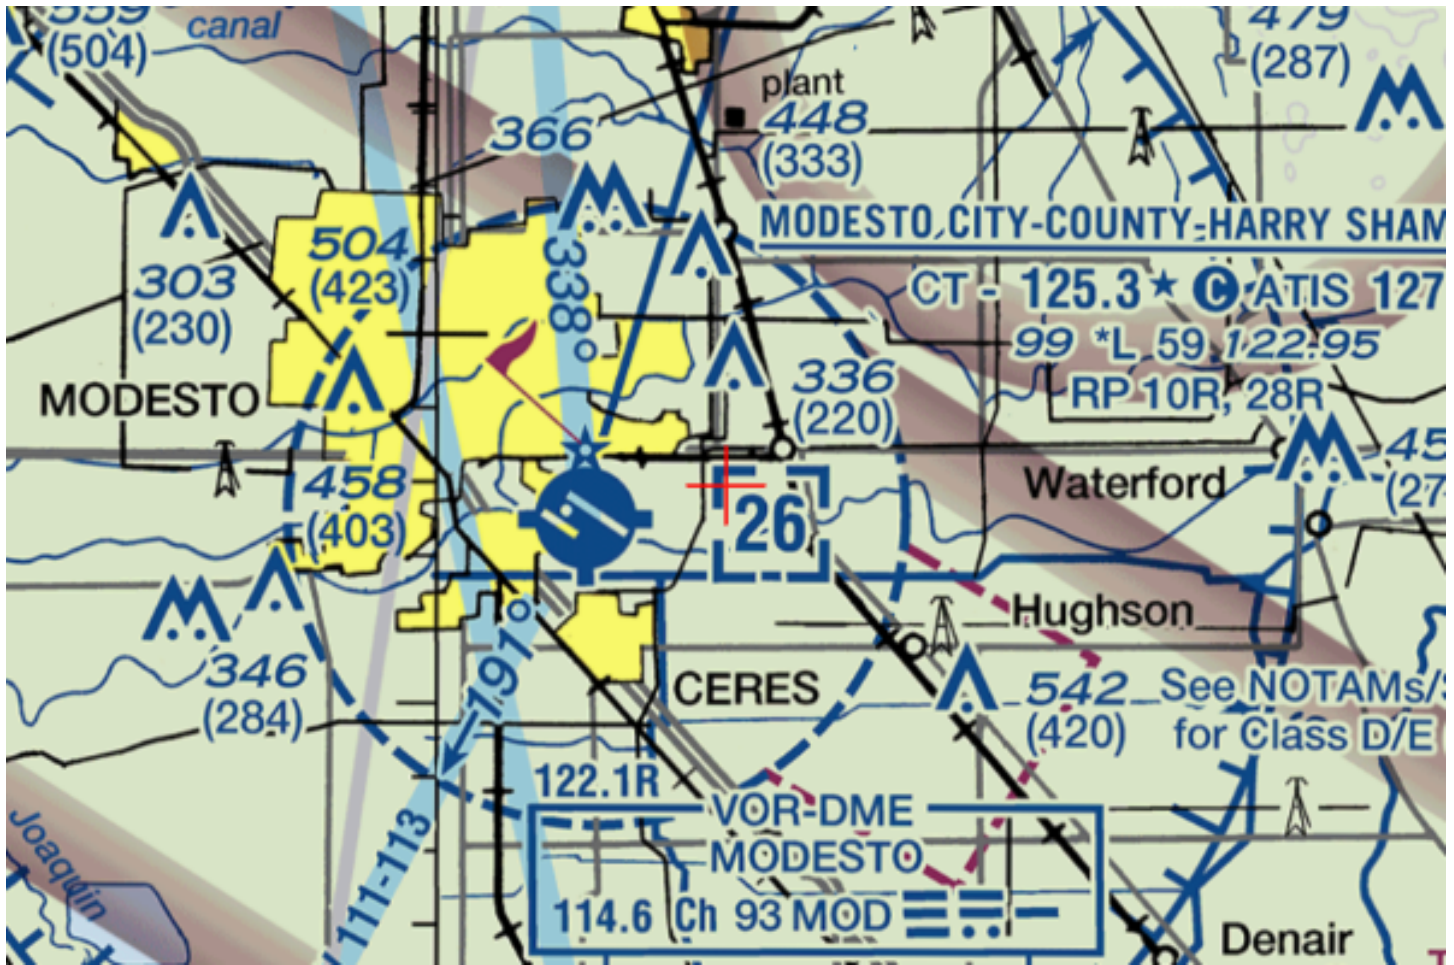 559
(504)
canal
479
(287)
plant
448
(333)
366
MODESTO CITY-COUNTY-HARRY SHAM
504
(423)
303
(230)
338°
CT - 125.3 ★ C ATIS 127
99 *L 59 122.95
RP 10R, 28R
MODESTO
336
(220)
458
(403)
Waterford
45
(27
26
Hughson
346
(284)
191°
CERES
542
(420)
See NOTAMs/S
for Class D/E
122.1R
VOR-DME
MODESTO
114.6 Ch 93 MOD
111-113
Joaquin
Denair